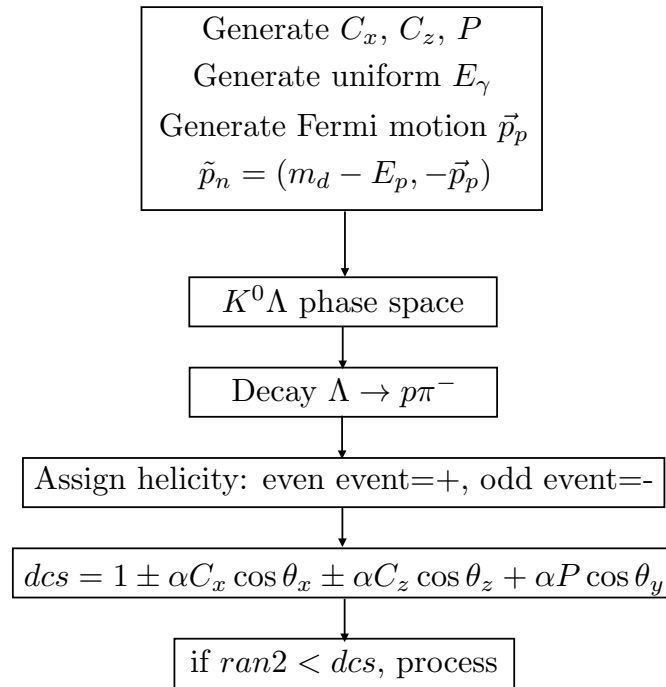 Generate $C_x$, $C_z$, $P$
Generate uniform $E_\gamma$
Generate Fermi motion $\vec{p}_p$
$\tilde{p}_n = (m_d - E_p, -\vec{p}_p)$
$K^0\Lambda$ phase space
Decay $\Lambda \rightarrow p\pi^-$
Assign helicity: even event=+, odd event=-
$dcs = 1 \pm \alpha C_x \cos\theta_x \pm \alpha C_z \cos\theta_z + \alpha P \cos\theta_y$
if $ran2 < dcs$, process